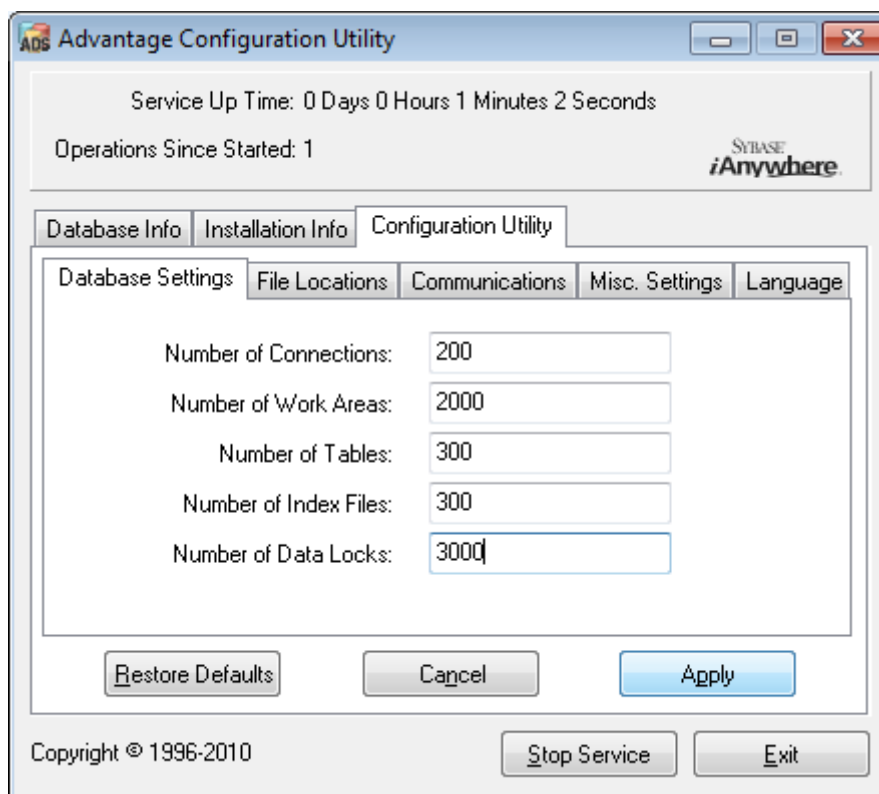 ADS Advantage Configuration Utility
Service Up Time: 0 Days 0 Hours 1 Minutes 2 Seconds
Operations Since Started: 1
SYBASE
iAnywhere.
Database Info Installation Info Configuration Utility
Database Settings File Locations Communications Misc. Settings Language
Number of Connections: 200
Number of Work Areas: 2000
Number of Tables: 300
Number of Index Files: 300
Number of Data Locks: 3000
Restore Defaults Cancel Apply
Copyright © 1996-2010 Stop Service Exit